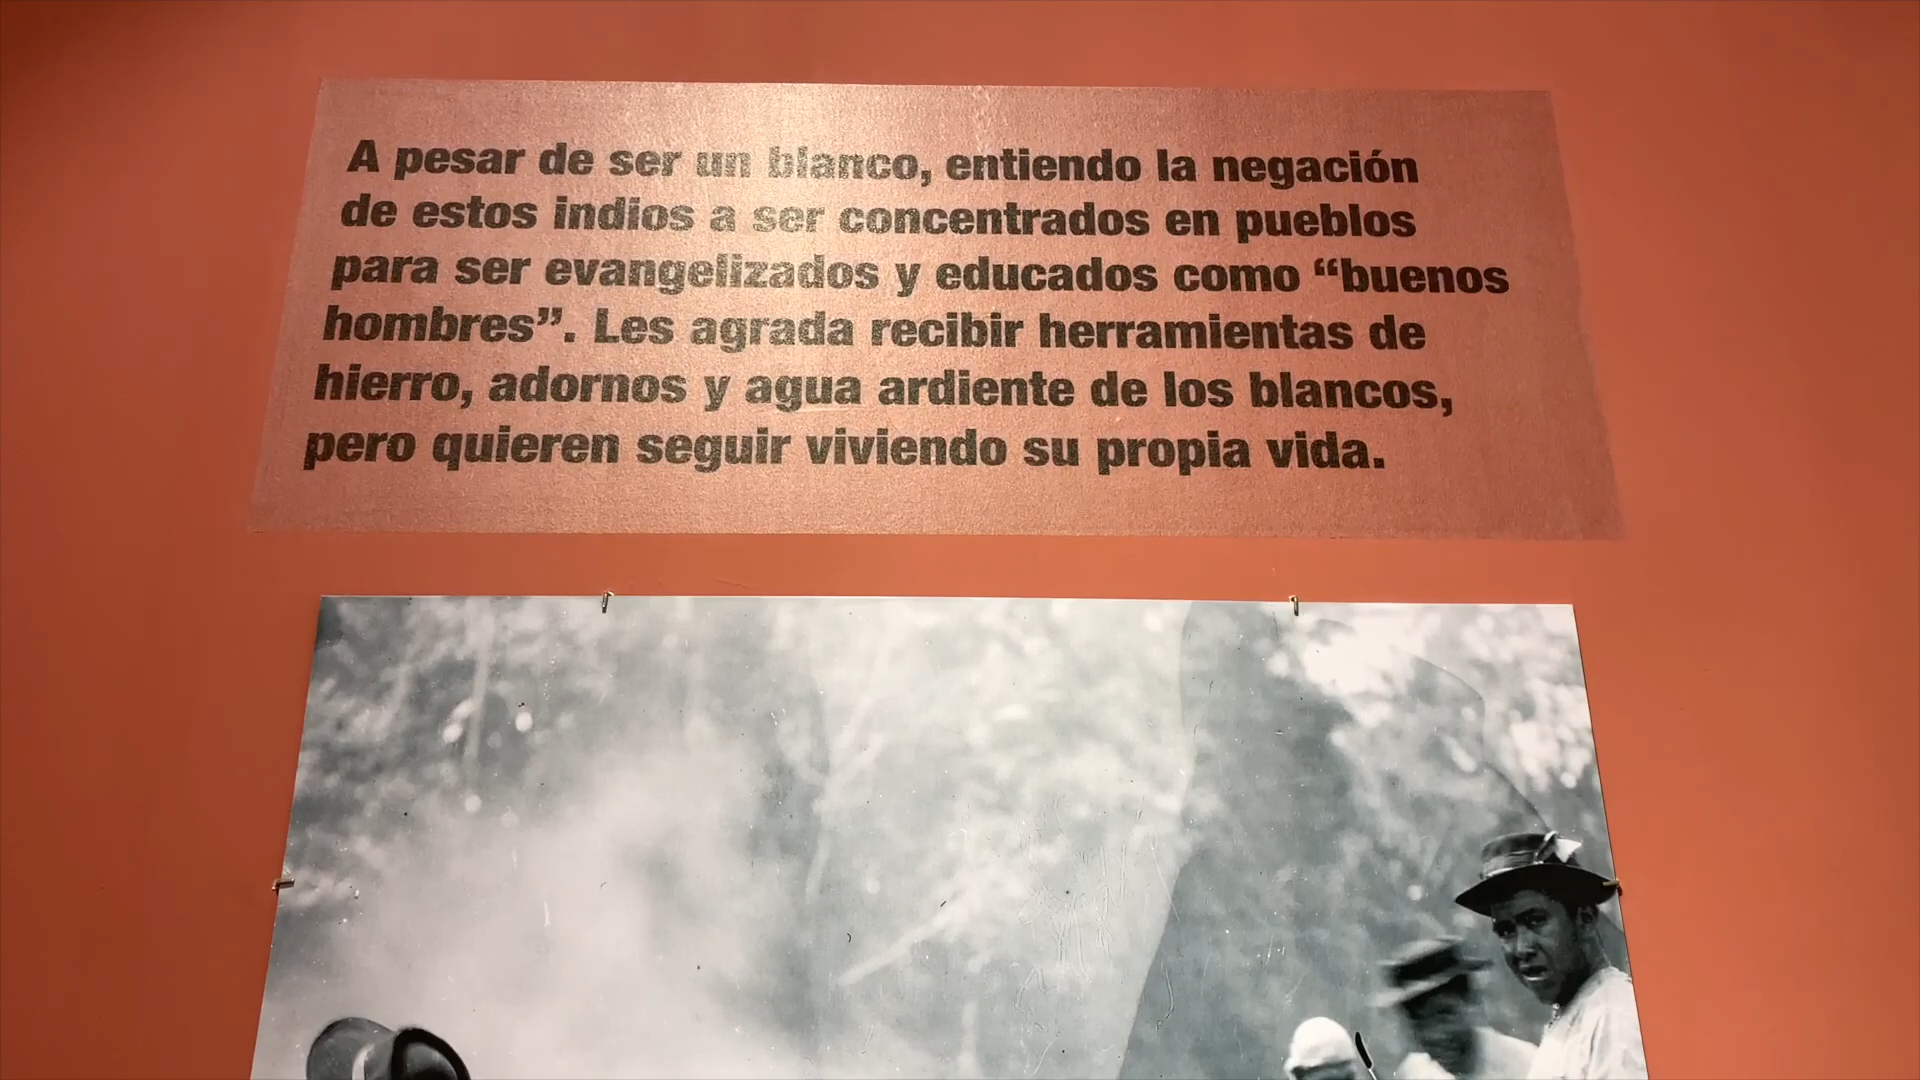 A pesar de ser un blanco, entiendo la negación
de estos indios a ser concentrados en pueblos
para ser evangelizados y educados como “buenos
hombres”. Les agrada recibir herramientas de
hierro, adornos y agua ardiente de los blancos,
pero quieren seguir viviendo su propia vida.